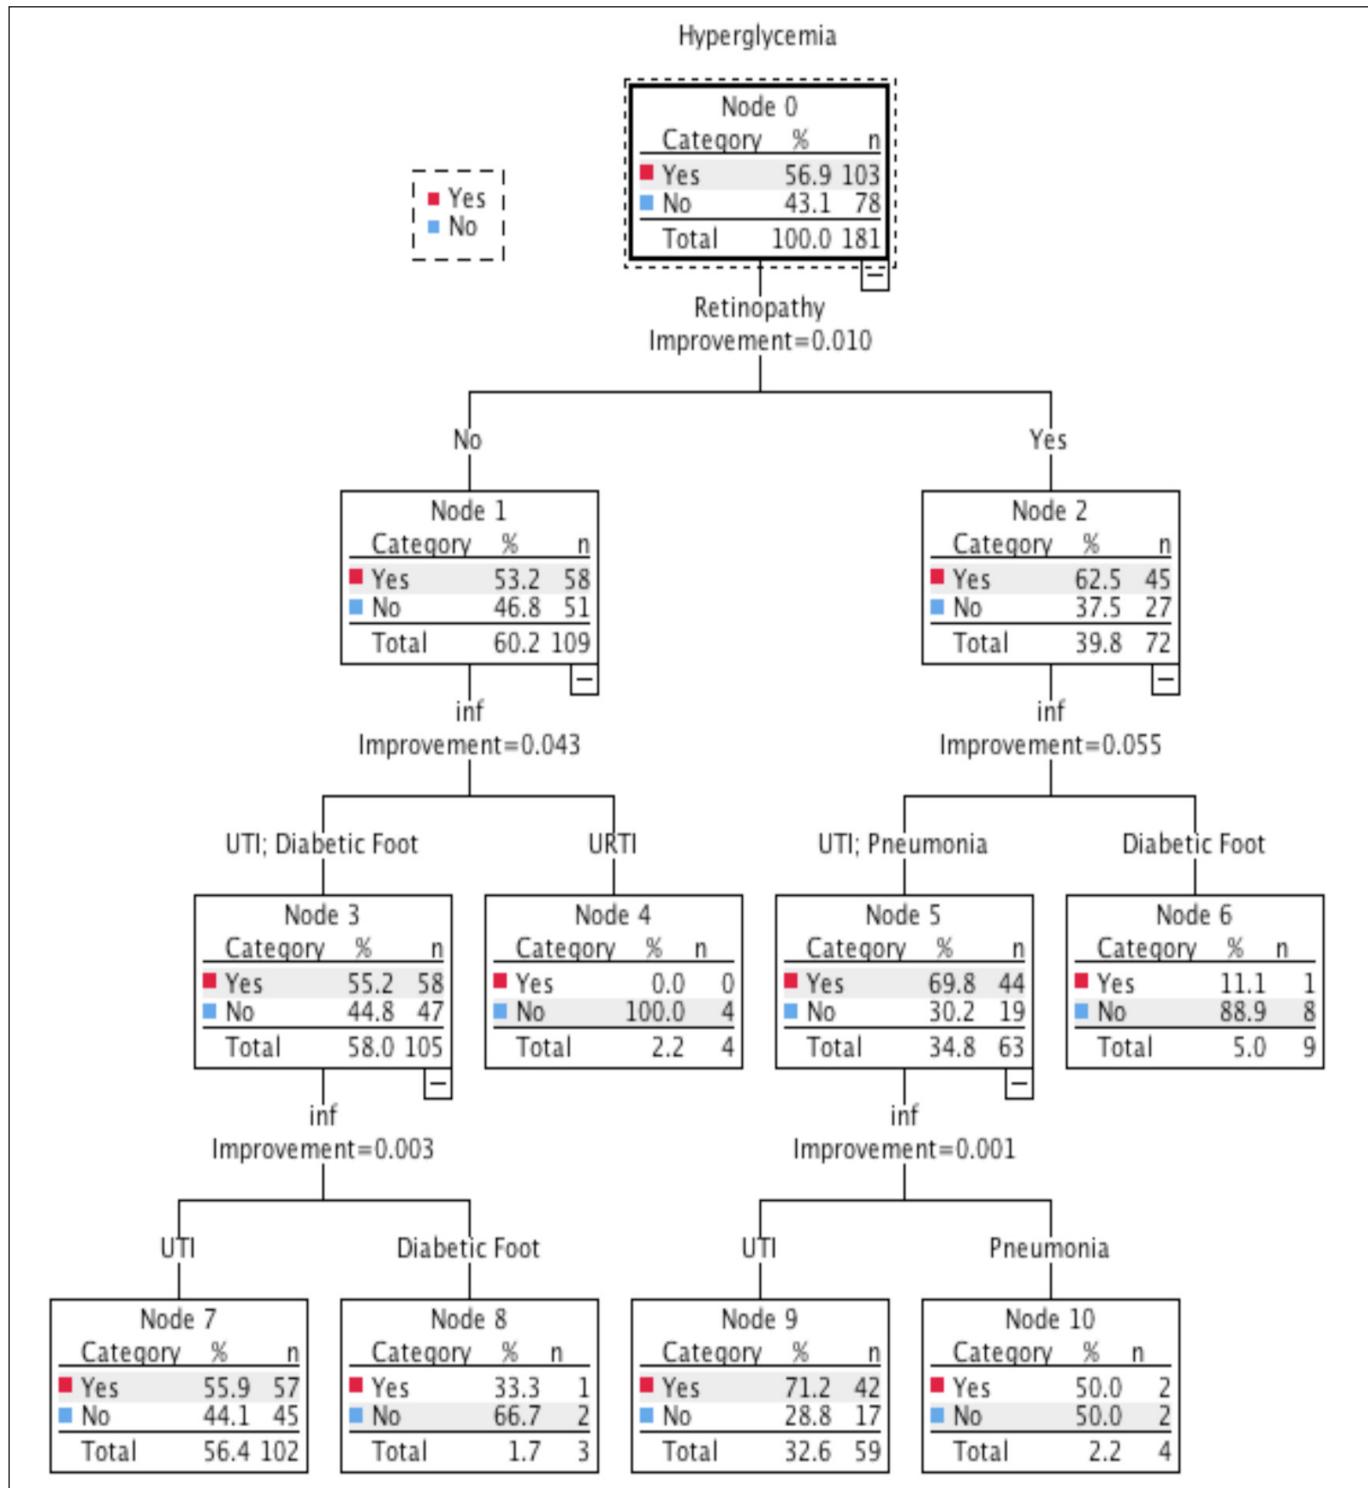 Hyperglycemia
Node 0
Category % n
Yes 56.9 103
No 43.1 78
Total 100.0 181
Yes
No
Retinopathy
Improvement=0.010
No
Yes
Node 1
Category % n
Yes 53.2 58
No 46.8 51
Total 60.2 109
Node 2
Category % n
Yes 62.5 45
No 37.5 27
Total 39.8 72
inf
Improvement=0.043
inf
Improvement=0.055
UTI; Diabetic Foot
URTI
UTI; Pneumonia
Diabetic Foot
Node 3
Category % n
Yes 55.2 58
No 44.8 47
Total 58.0 105
Node 4
Category % n
Yes 0.0 0
No 100.0 4
Total 2.2 4
Node 5
Category % n
Yes 69.8 44
No 30.2 19
Total 34.8 63
Node 6
Category % n
Yes 11.1 1
No 88.9 8
Total 5.0 9
inf
Improvement=0.003
inf
Improvement=0.001
UTI
Diabetic Foot
UTI
Pneumonia
Node 7
Category % n
Yes 55.9 57
No 44.1 45
Total 56.4 102
Node 8
Category % n
Yes 33.3 1
No 66.7 2
Total 1.7 3
Node 9
Category % n
Yes 71.2 42
No 28.8 17
Total 32.6 59
Node 10
Category % n
Yes 50.0 2
No 50.0 2
Total 2.2 4